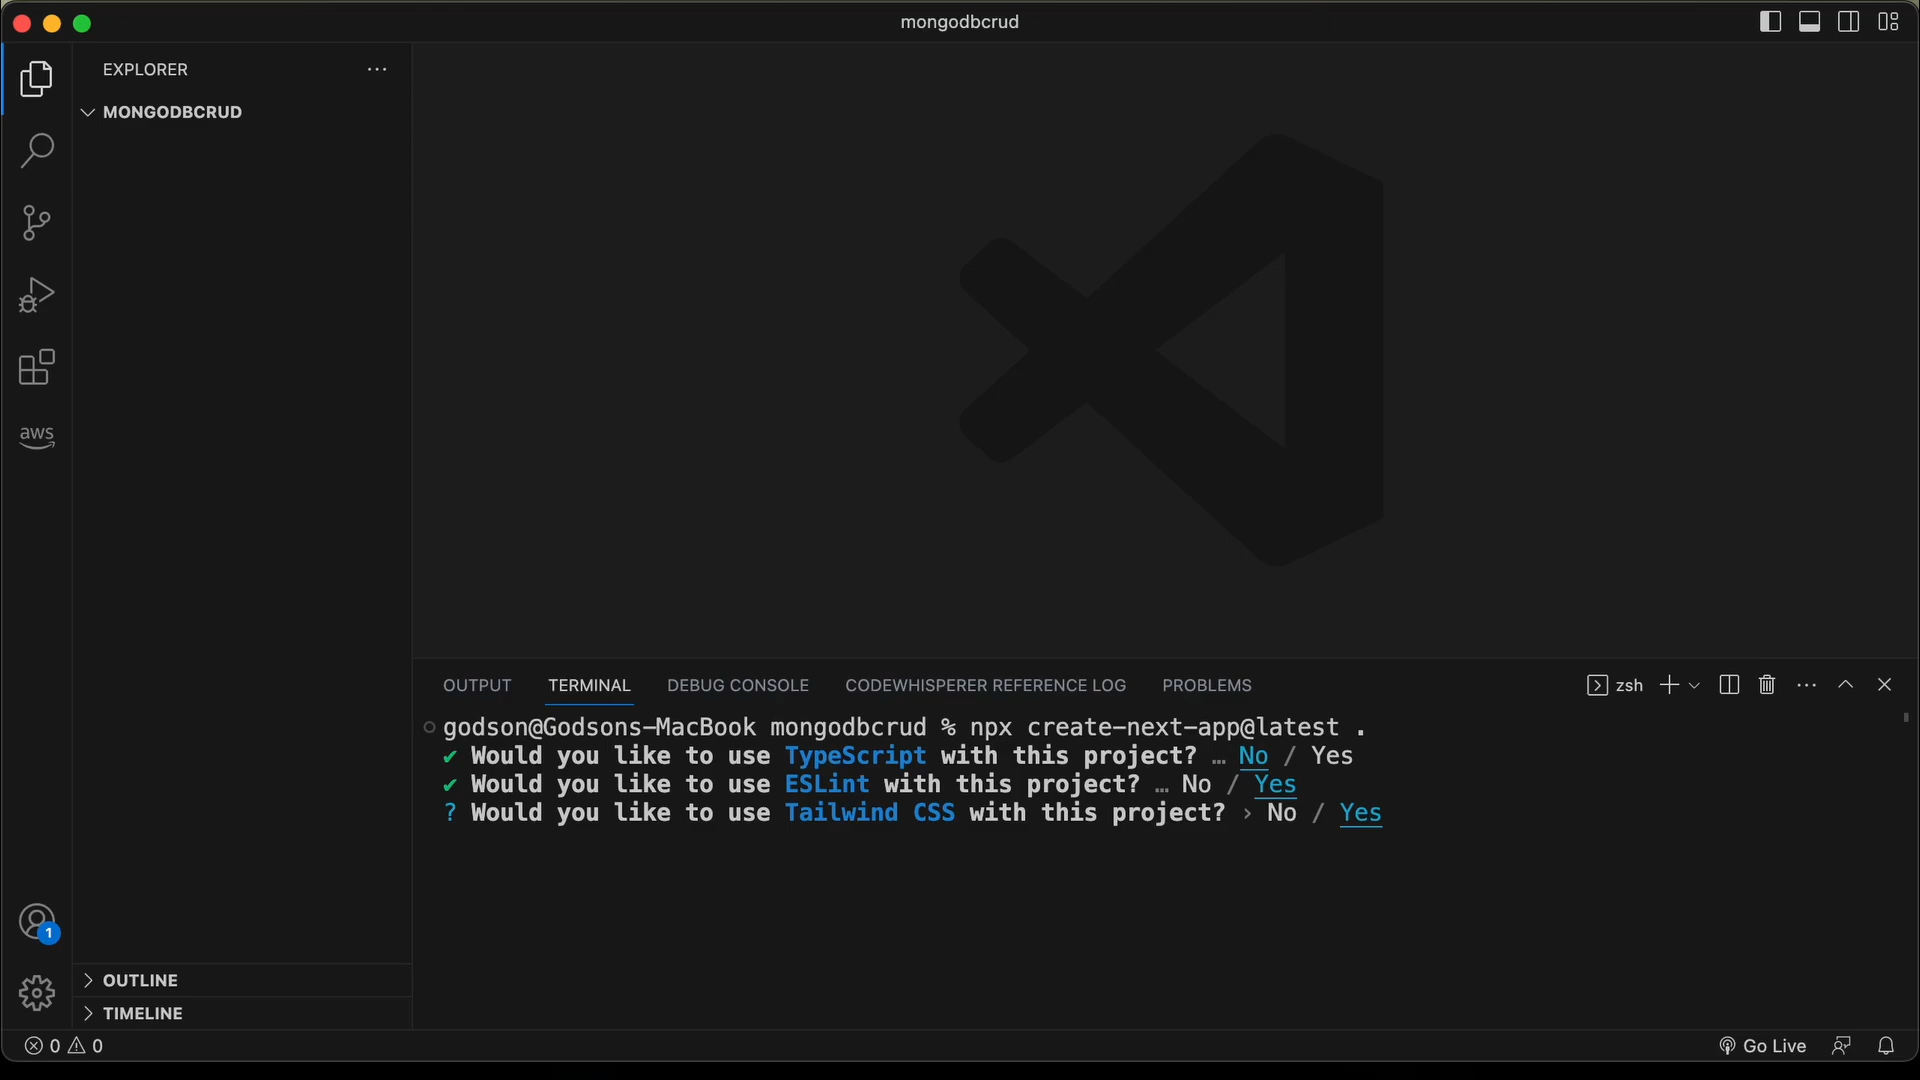 mongodbcrud
EXPLORER
MONGODBCRUD
aws
OUTPUT TERMINAL DEBUG CONSOLE CODEWHISPERER REFERENCE LOG PROBLEMS zsh
godson@Godsons-MacBook mongodbcrud % npx create-next-app@latest .
✔ Would you like to use TypeScript with this project? … No / Yes
✔ Would you like to use ESLint with this project? … No / Yes
? Would you like to use Tailwind CSS with this project? › No / Yes
1
OUTLINE
TIMELINE
0 0 Go Live